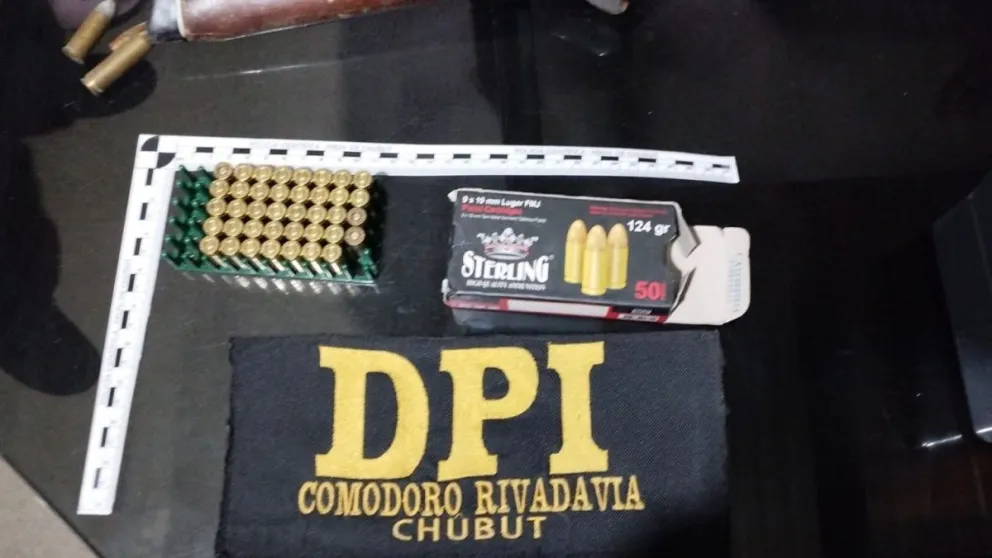 9 x 19 mm Luger FMJ
Pistol Cartridges
124 gr
STERLING
50
DPI
COMODORO RIVADAVIA
CHUBUT